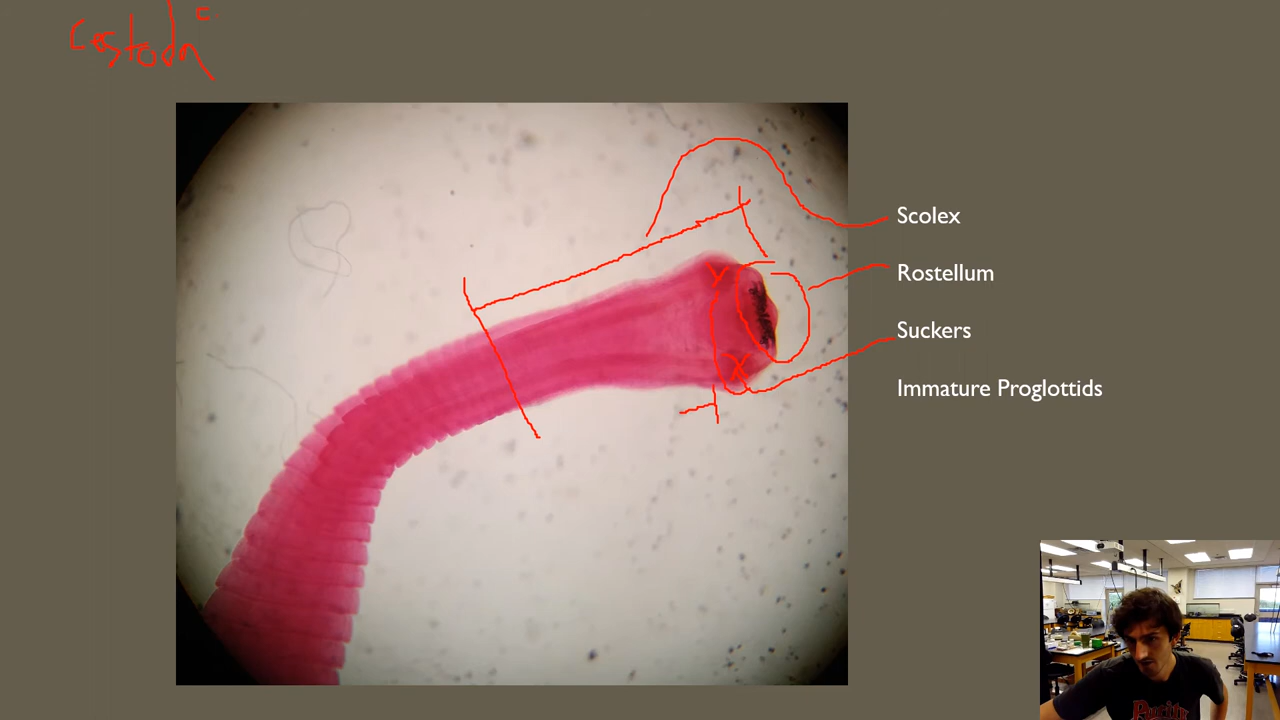 Cestoda
Scolex
Rostellum
Suckers
Immature Proglottids
Y
X